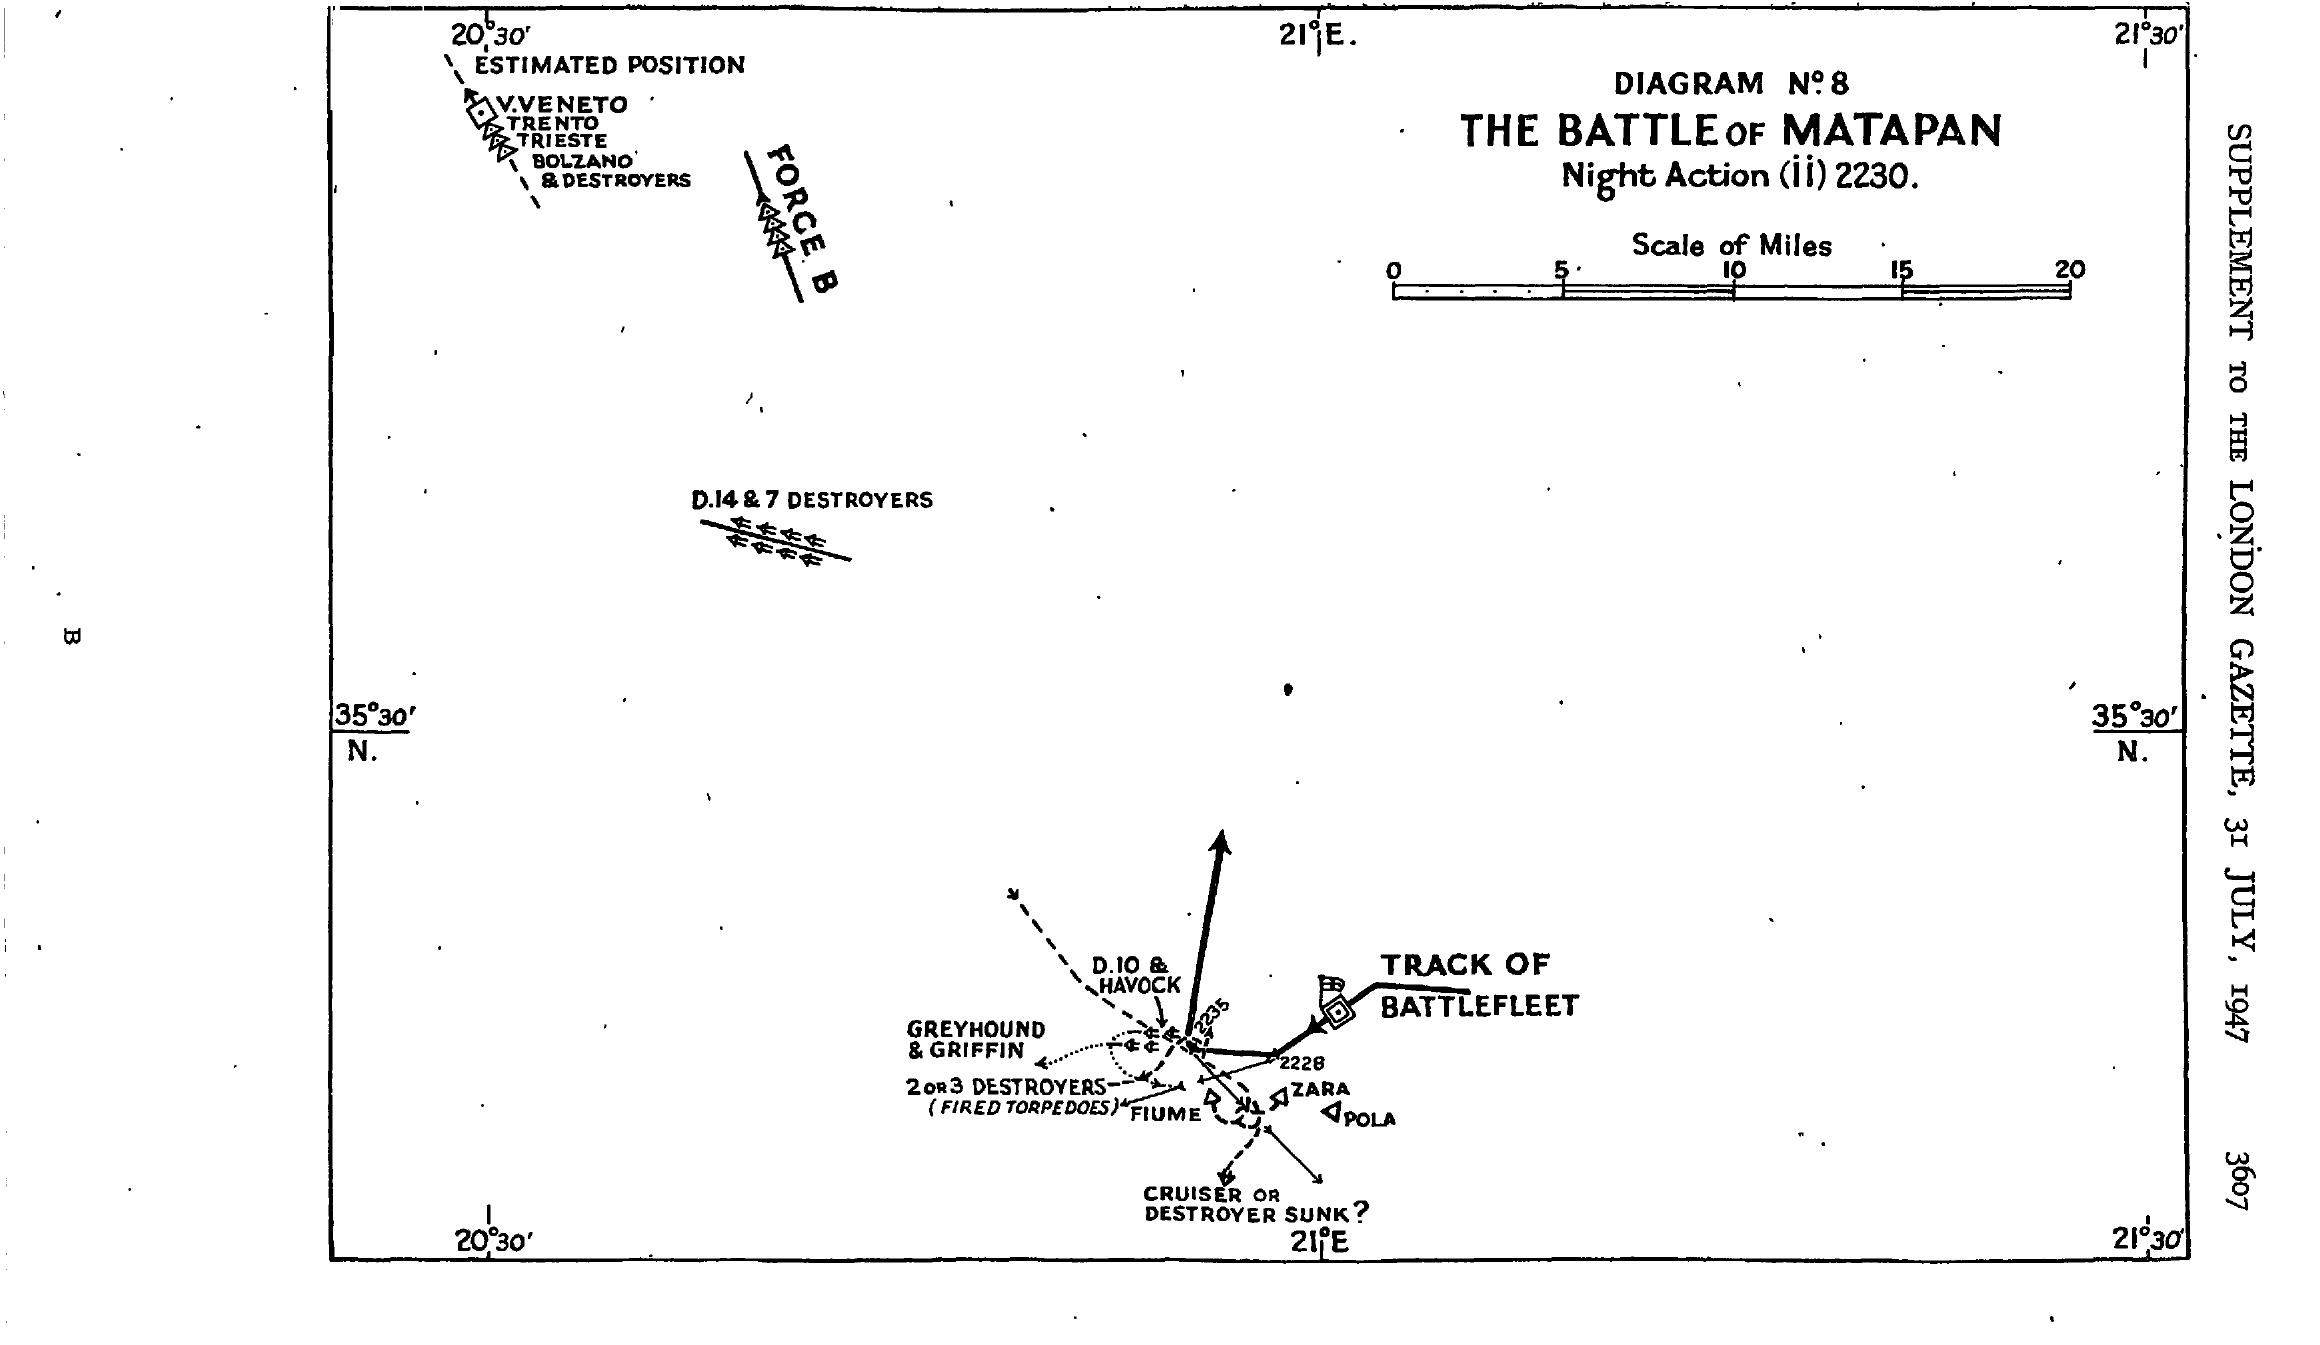 20°30'
21°E.
21°30'
ESTIMATED POSITION
V.VENETO
TRENTO
TRIESTE
BOLZANO
& DESTROYERS
FORCE B
DIAGRAM Nº 8
THE BATTLE OF MATAPAN
Night Action (ii) 2230.
Scale of Miles
0 5 10 15 20
D.14 & 7 DESTROYERS
35°30'
N.
35°30'
N.
D.10 &
HAVOCK
2235
TRACK OF
BATTLEFLEET
GREYHOUND
& GRIFFIN
2228
2 OR 3 DESTROYERS
(FIRED TORPEDOES)
FIUME
ZARA
POLA
CRUISER OR
DESTROYER SUNK?
20°30'
21°E
21°30'
SUPPLEMENT TO THE LONDON GAZETTE, 31 JULY, 1947 3607
B